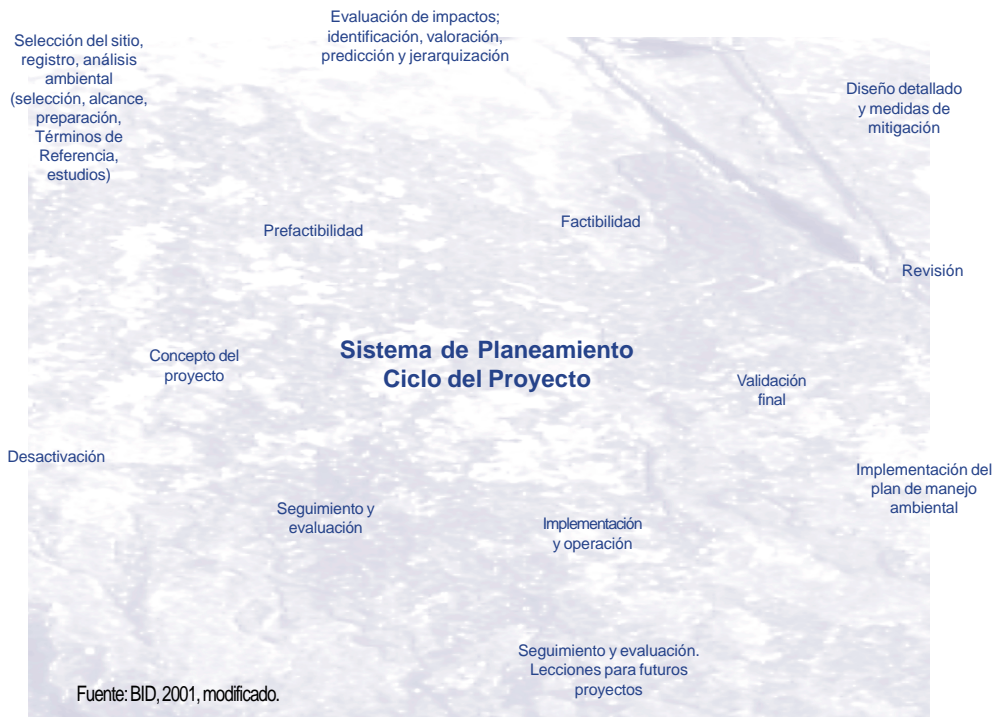 Evaluación de impactos;
identificación, valoración,
predicción y jerarquización
Selección del sitio,
registro, análisis
ambiental
(selección, alcance,
preparación,
Términos de
Referencia,
estudios)
Diseño detallado
y medidas de
mitigación
Prefactibilidad
Factibilidad
Revisión
Sistema de Planeamiento
Ciclo del Proyecto
Concepto del
proyecto
Validación
final
Desactivación
Implementación del
plan de manejo
ambiental
Seguimiento y
evaluación
Implementación
y operación
Seguimiento y evaluación.
Lecciones para futuros
proyectos
Fuente: BID, 2001, modificado.